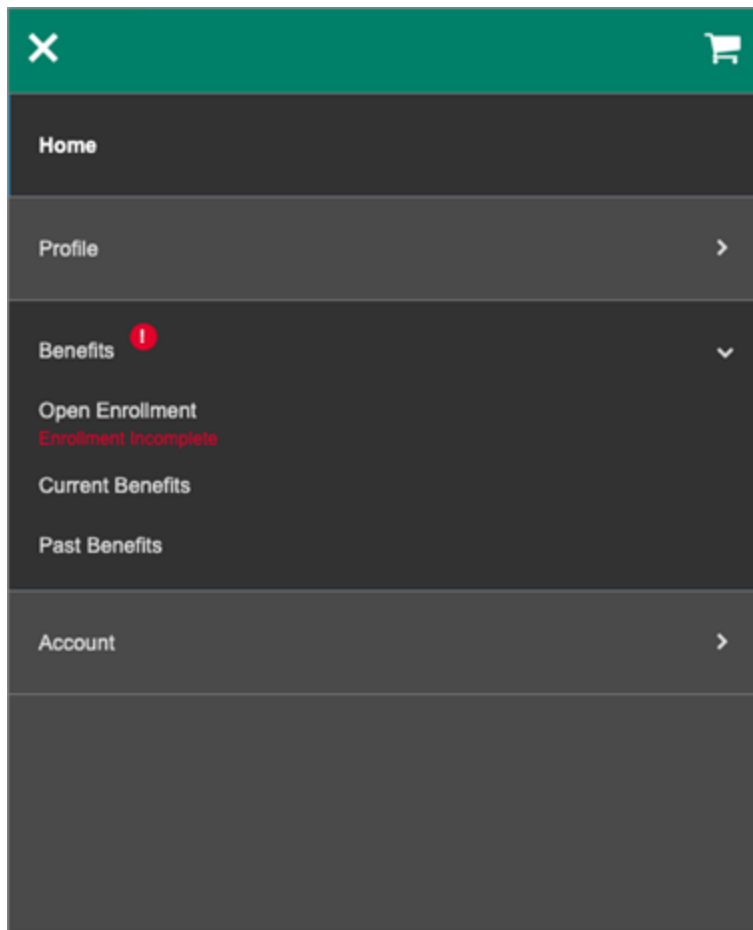 Home
Profile
Benefits !
Open Enrollment
Enrollment Incomplete
Current Benefits
Past Benefits
Account